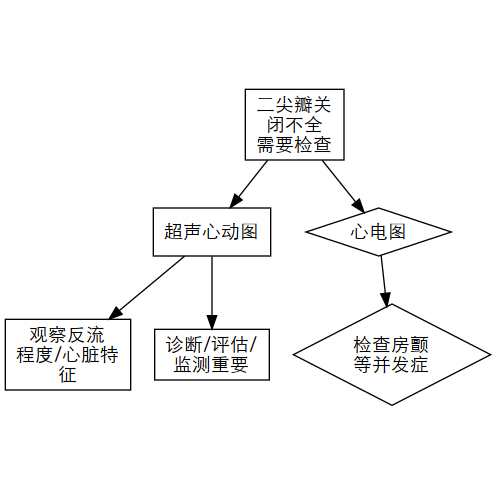 二尖瓣关
闭不全
需要检查
超声心动图
心电图
观察反流
程度/心脏特
征
诊断/评估/
监测重要
检查房颤
等并发症